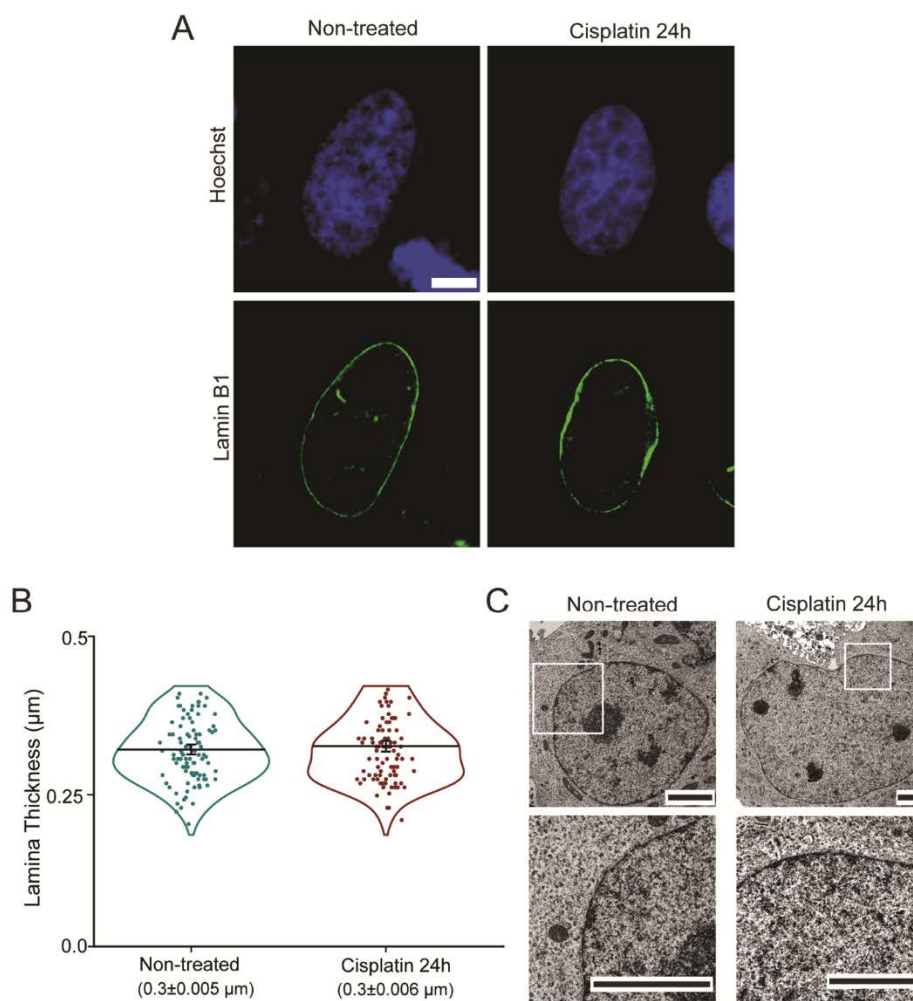 A
Non-treated
Cisplatin 24h
Hoechst
Lamin B1
B
Lamina Thickness (μm)
0.5
0.25
0.0
Non-treated
(0.3±0.005 μm)
Cisplatin 24h
(0.3±0.006 μm)
C
Non-treated
Cisplatin 24h